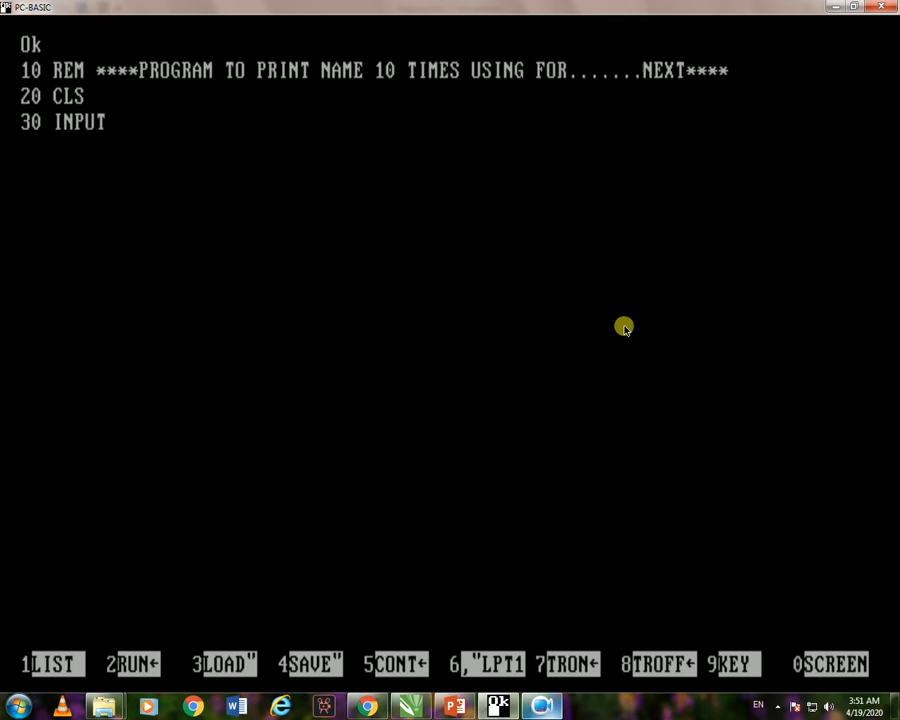 PC-BASIC
Ok
10 REM ****PROGRAM TO PRINT NAME 10 TIMES USING FOR.......NEXT****
20 CLS
30 INPUT
1LIST 2RUN← 3LOAD" 4SAVE" 5CONT← 6,"LPT1 7TRON← 8TROFF← 9KEY 0SCREEN
EN 3:51 AM
4/19/2020